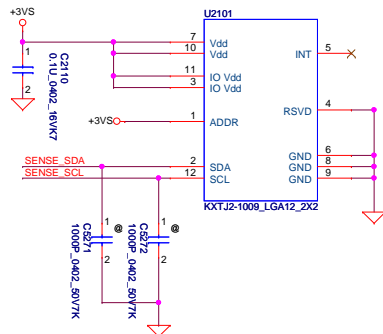 +3VS
U2101
7 Vdd
10 Vdd
INT 5
11 IO Vdd
3 IO Vdd
1
2
C2110
0.1U_0402_16VK7
+3VS
1 ADDR
RSVD 4
SENSE_SDA
SENSE_SCL
2 SDA
12 SCL
GND 6
GND 8
GND 9
KXTJ2-1009_LGA12_2X2
1 @
2
C5271
1000P_0402_50V7K
1 @
2
C5272
1000P_0402_50V7K